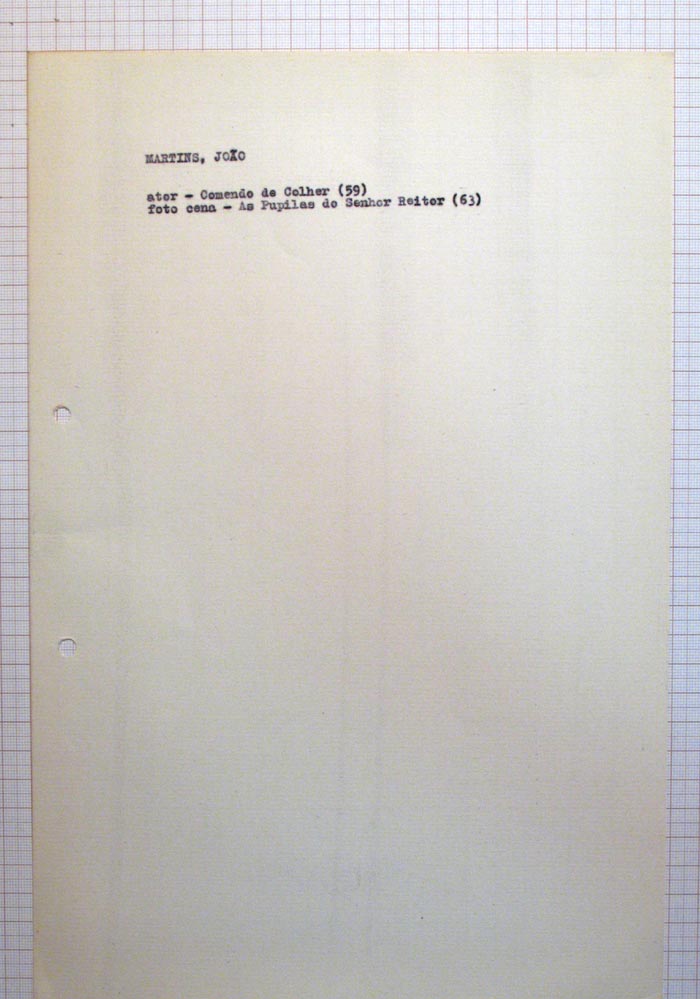 MARTINS, JOÃO
ator - Comendo de Colher (59)
foto cena - As Pupilas do Senhor Reitor (63)